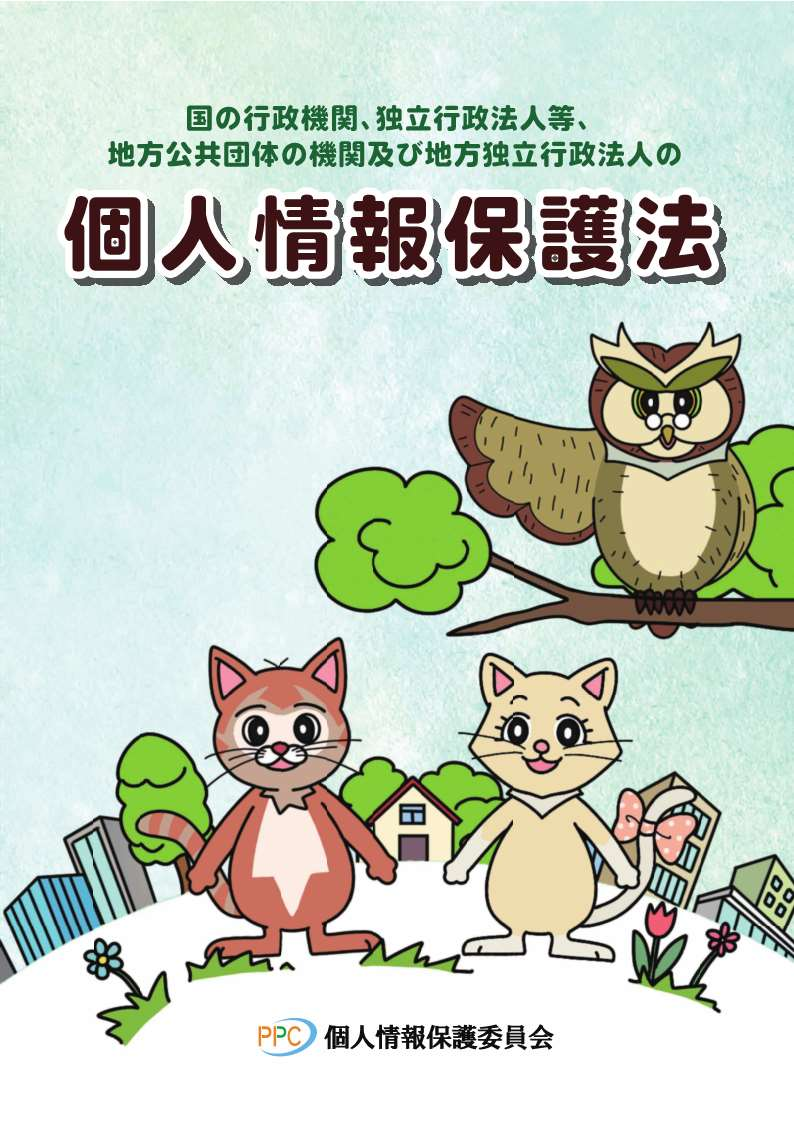 国の行政機関、独立行政法人等、
地方公共団体の機関及び地方独立行政法人の
個人情報保護法
PPC 個人情報保護委員会